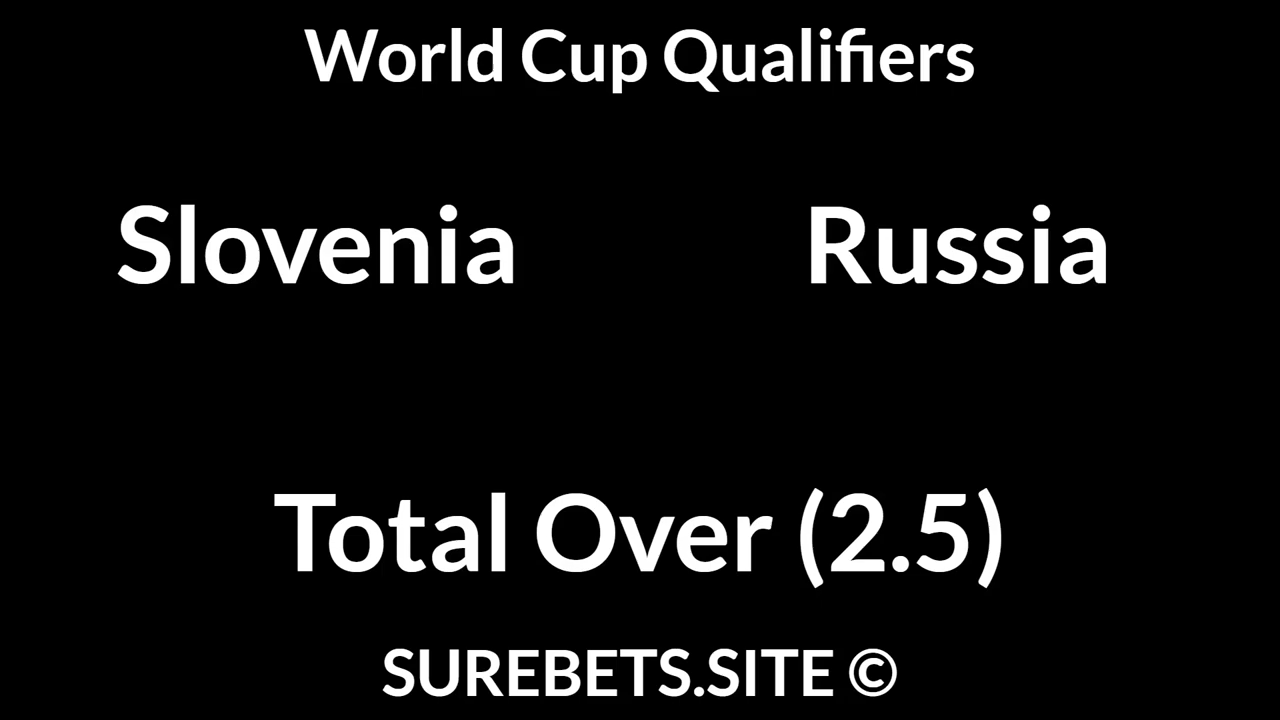 World Cup Qualifiers
Slovenia Russia
Total Over (2.5)
SUREBETS.SITE ©